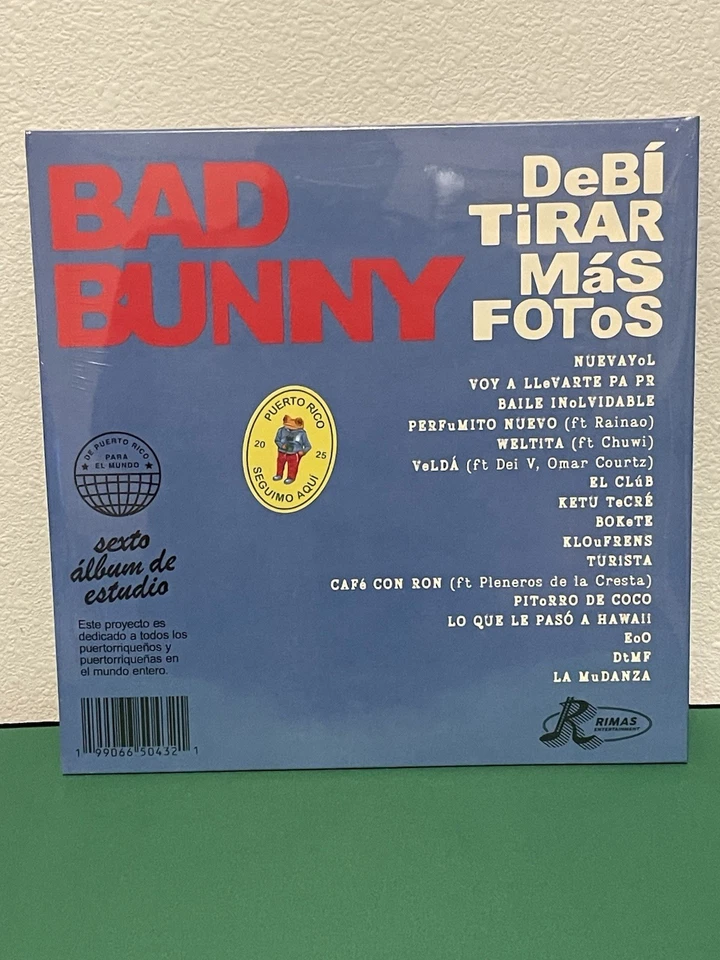 BAD
BUNNY
DeBÍ
TiRAR
MáS
FOToS
NUEVAYoL
VOY A LLeVARTE PA PR
BAILE INoLVIDABLE
PERFuMITO NUEVO (ft Rainao)
WELTiTA (ft Chuwi)
VeLDÁ (ft Dei V, Omar Courtz)
EL CLúB
KETU TeCRÉ
BOKeTE
KLOuFRENS
TURiSTA
CAFé CON RON (ft Pleneros de la Cresta)
PIToRRO DE COCO
LO QUE LE PASÓ A HAWAii
EoO
DtMF
LA MuDANZA
PUERTO RICO
20 25
SEGUIMO AQUÍ
DE PUERTO RICO
PARA
EL MUNDO
sexto
álbum de
estudio
Este proyecto es
dedicado a todos los
puertorriqueños y
puertorriqueñas en
el mundo entero.
1 99066 50432 1
R RIMAS
ENTERTAINMENT